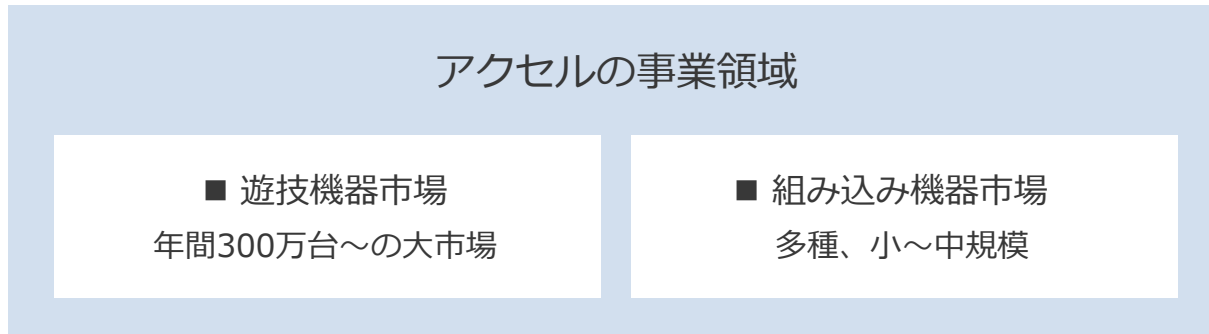 アクセルの事業領域
■ 遊技機器市場
年間300万台～の大市場
■ 組み込み機器市場
多種、小～中規模